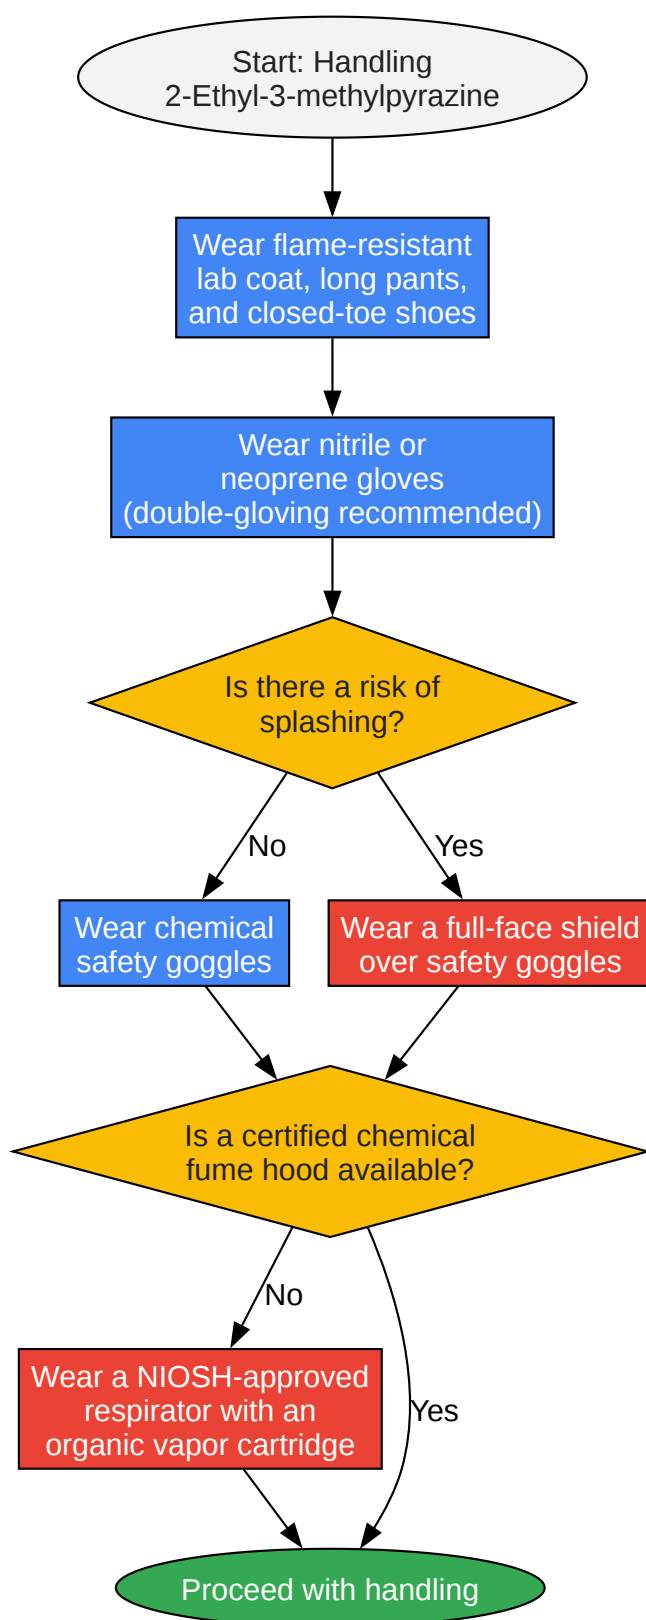 Start: Handling
2-Ethyl-3-methylpyrazine
Wear flame-resistant
lab coat, long pants,
and closed-toe shoes
Wear nitrile or
neoprene gloves
(double-gloving recommended)
Is there a risk of
splashing?
No
Yes
Wear chemical
safety goggles
Wear a full-face shield
over safety goggles
Is a certified chemical
fume hood available?
No
Wear a NIOSH-approved
respirator with an
organic vapor cartridge
Yes
Proceed with handling